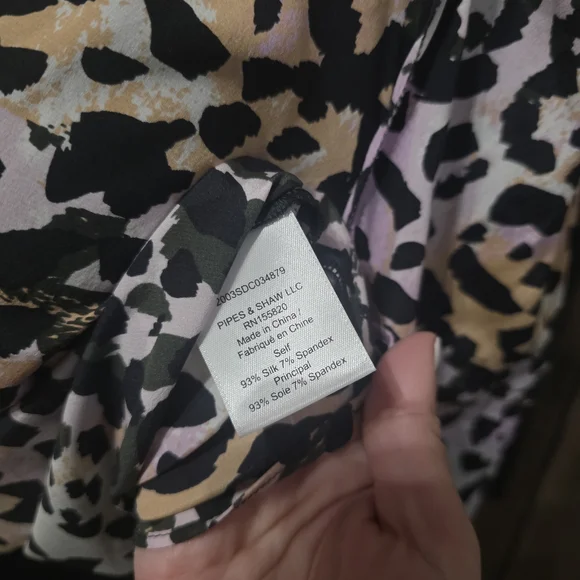 2003SDC034879
PIPES & SHAW LLC
RN155820
Made in China /
Fabriqué en Chine
Self
93% Silk 7% Spandex
Principal
93% Soie 7% Spandex